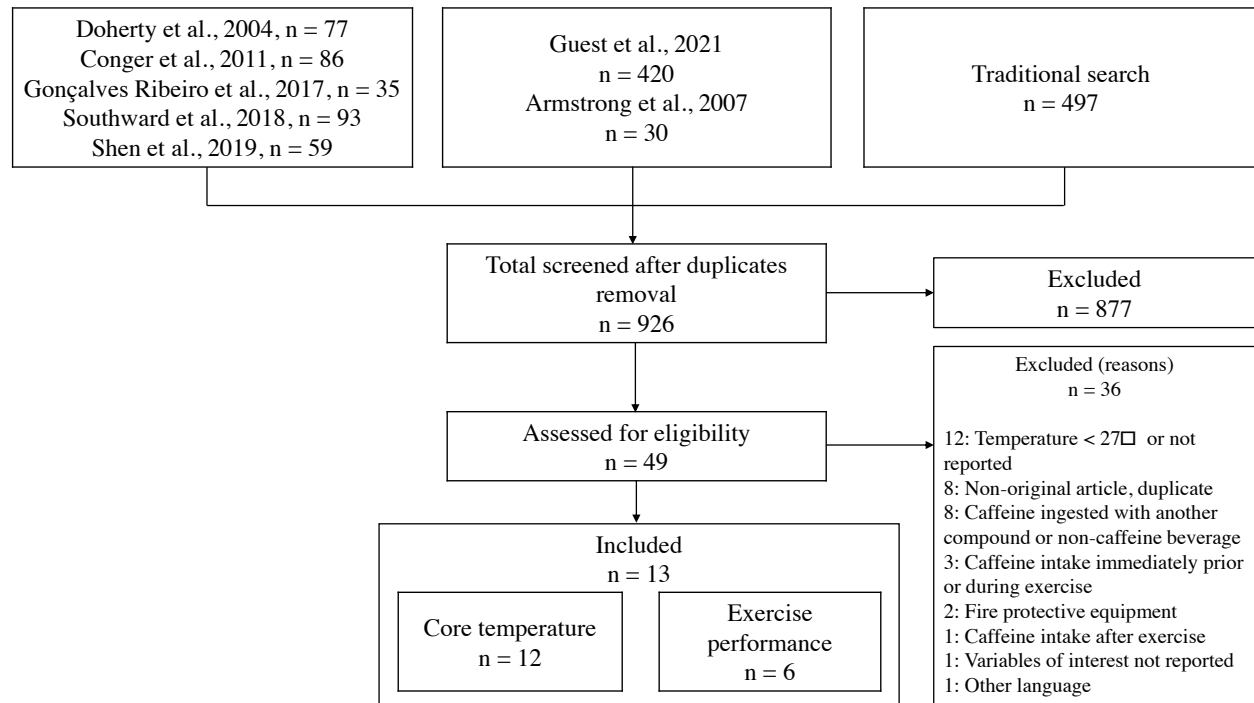 Doherty et al., 2004, n = 77
Conger et al., 2011, n = 86
Gonçalves Ribeiro et al., 2017, n = 35
Southward et al., 2018, n = 93
Shen et al., 2019, n = 59
Guest et al., 2021
n = 420
Armstrong et al., 2007
n = 30
Traditional search
n = 497
Total screened after duplicates
removal
n = 926
Excluded
n = 877
Assessed for eligibility
n = 49
Excluded (reasons)
n = 36
12: Temperature < 27□ or not
reported
8: Non-original article, duplicate
8: Caffeine ingested with another
compound or non-caffeine beverage
3: Caffeine intake immediately prior
or during exercise
2: Fire protective equipment
1: Caffeine intake after exercise
1: Variables of interest not reported
1: Other language
Included
n = 13
Core temperature
n = 12
Exercise
performance
n = 6